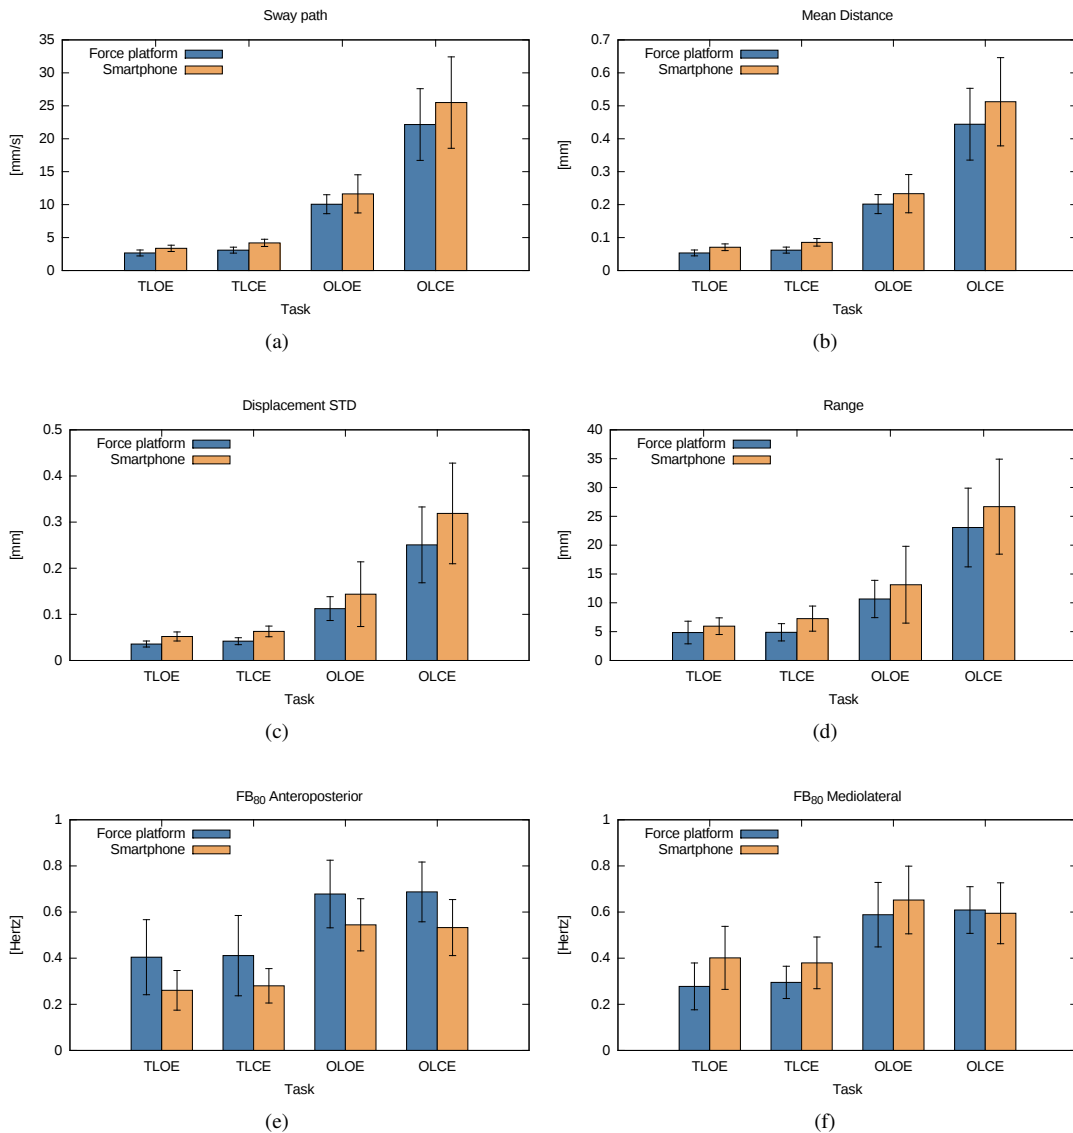 Sway path
35
30
25
20
15
10
5
0
[mm/s]
Force platform
Smartphone
TLOE TLCE OLOE OLCE
Task
(a)
Mean Distance
0.7
0.6
0.5
0.4
0.3
0.2
0.1
0
[mm]
Force platform
Smartphone
TLOE TLCE OLOE OLCE
Task
(b)
Displacement STD
0.5
0.4
0.3
0.2
0.1
0
[mm]
Force platform
Smartphone
TLOE TLCE OLOE OLCE
Task
(c)
Range
40
35
30
25
20
15
10
5
0
[mm]
Force platform
Smartphone
TLOE TLCE OLOE OLCE
Task
(d)
FB₈₀ Anteroposterior
1
0.8
0.6
0.4
0.2
0
[Hertz]
Force platform
Smartphone
TLOE TLCE OLOE OLCE
Task
(e)
FB₈₀ Mediolateral
1
0.8
0.6
0.4
0.2
0
[Hertz]
Force platform
Smartphone
TLOE TLCE OLOE OLCE
Task
(f)